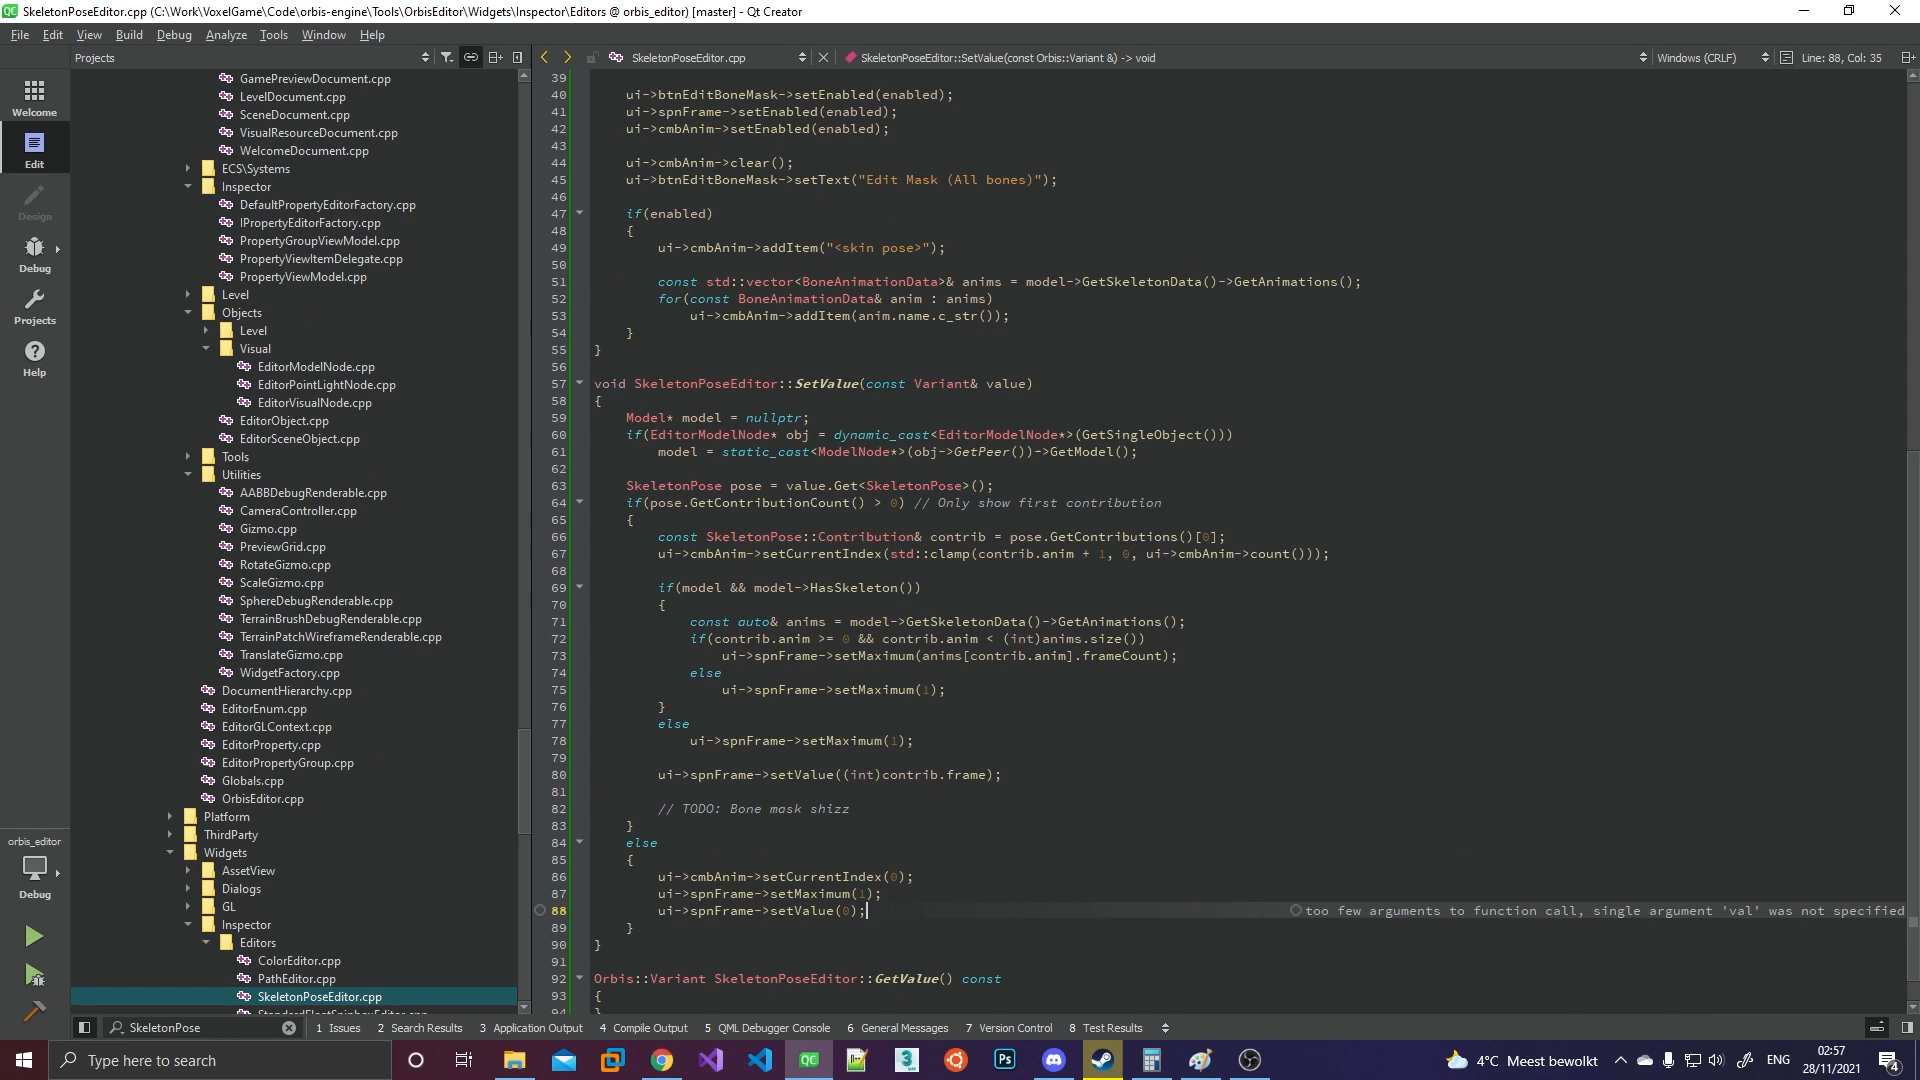 SkeletonPoseEditor.cpp (C:\Work\VoxelGame\Code\orbis-engine\Tools\OrbisEditor\Widgets\Inspector\Editors @ orbis_editor) [master] - Qt Creator
File Edit View Build Debug Analyze Tools Window Help
Projects
SkeletonPoseEditor.cpp
SkeletonPoseEditor::SetValue(const Orbis::Variant &) -> void
Windows (CRLF)
Line: 88, Col: 35
Welcome
Edit
Design
Debug
Projects
Help
orbis_editor
Debug
GamePreviewDocument.cpp
LevelDocument.cpp
SceneDocument.cpp
VisualResourceDocument.cpp
WelcomeDocument.cpp
ECS\Systems
Inspector
DefaultPropertyEditorFactory.cpp
IPropertyEditorFactory.cpp
PropertyGroupViewModel.cpp
PropertyViewItemDelegate.cpp
PropertyViewModel.cpp
Level
Objects
Level
Visual
EditorModelNode.cpp
EditorPointLightNode.cpp
EditorVisualNode.cpp
EditorObject.cpp
EditorSceneObject.cpp
Tools
Utilities
AABBDebugRenderable.cpp
CameraController.cpp
Gizmo.cpp
PreviewGrid.cpp
RotateGizmo.cpp
ScaleGizmo.cpp
SphereDebugRenderable.cpp
TerrainBrushDebugRenderable.cpp
TerrainPatchWireframeRenderable.cpp
TranslateGizmo.cpp
WidgetFactory.cpp
DocumentHierarchy.cpp
EditorEnum.cpp
EditorGLContext.cpp
EditorProperty.cpp
EditorPropertyGroup.cpp
Globals.cpp
OrbisEditor.cpp
Platform
ThirdParty
Widgets
AssetView
Dialogs
GL
Inspector
Editors
ColorEditor.cpp
PathEditor.cpp
SkeletonPoseEditor.cpp
39
40 ui->btnEditBoneMask->setEnabled(enabled);
41 ui->spnFrame->setEnabled(enabled);
42 ui->cmbAnim->setEnabled(enabled);
43
44 ui->cmbAnim->clear();
45 ui->btnEditBoneMask->setText("Edit Mask (All bones)");
46
47 if(enabled)
48 {
49 ui->cmbAnim->addItem("<skin pose>");
50
51 const std::vector<BoneAnimationData>& anims = model->GetSkeletonData()->GetAnimations();
52 for(const BoneAnimationData& anim : anims)
53 ui->cmbAnim->addItem(anim.name.c_str());
54 }
55 }
56
57 void SkeletonPoseEditor::SetValue(const Variant& value)
58 {
59 Model* model = nullptr;
60 if(EditorModelNode* obj = dynamic_cast<EditorModelNode*>(GetSingleObject()))
61 model = static_cast<ModelNode*>(obj->GetPeer())->GetModel();
62
63 SkeletonPose pose = value.Get<SkeletonPose>();
64 if(pose.GetContributionCount() > 0) // Only show first contribution
65 {
66 const SkeletonPose::Contribution& contrib = pose.GetContributions()[0];
67 ui->cmbAnim->setCurrentIndex(std::clamp(contrib.anim + 1, 0, ui->cmbAnim->count()));
68
69 if(model && model->HasSkeleton())
70 {
71 const auto& anims = model->GetSkeletonData()->GetAnimations();
72 if(contrib.anim >= 0 && contrib.anim < (int)anims.size())
73 ui->spnFrame->setMaximum(anims[contrib.anim].frameCount);
74 else
75 ui->spnFrame->setMaximum(1);
76 }
77 else
78 ui->spnFrame->setMaximum(1);
79
80 ui->spnFrame->setValue((int)contrib.frame);
81
82 // TODO: Bone mask shizz
83 }
84 else
85 {
86 ui->cmbAnim->setCurrentIndex(0);
87 ui->spnFrame->setMaximum(1);
88 ui->spnFrame->setValue(0); too few arguments to function call, single argument 'val' was not specified
89 }
90 }
91
92 Orbis::Variant SkeletonPoseEditor::GetValue() const
93 {
SkeletonPose
1 Issues 2 Search Results 3 Application Output 4 Compile Output 5 QML Debugger Console 6 General Messages 7 Version Control 8 Test Results
Type here to search
4°C Meest bewolkt
ENG
02:57
28/11/2021
4